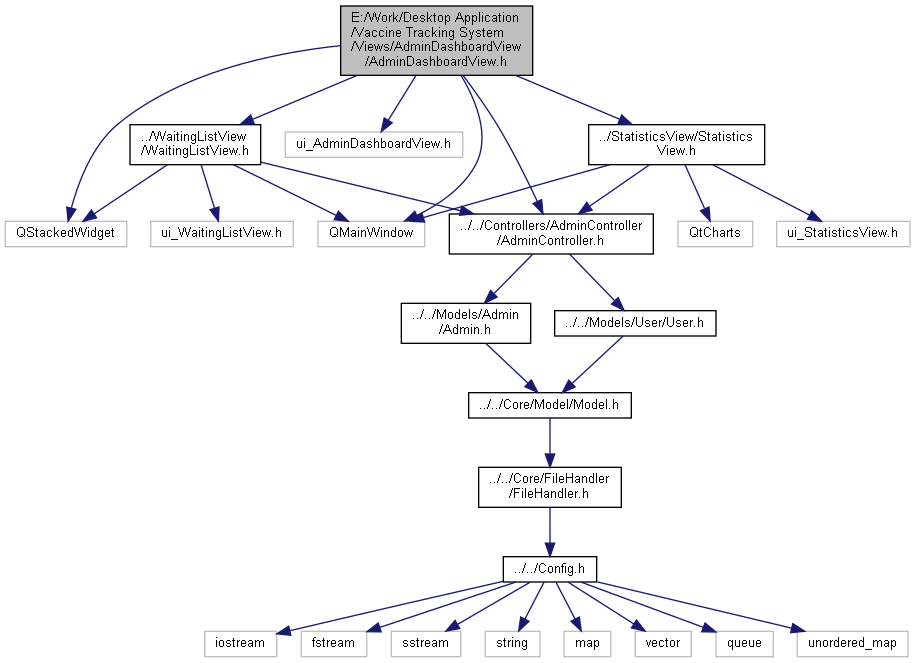 E:/Work/Desktop Application
/Vaccine Tracking System
/Views/AdminDashboardView
/AdminDashboardView.h
../WaitingListView
/WaitingListView.h
ui_AdminDashboardView.h
../StatisticsView/Statistics
View.h
QStackedWidget
ui_WaitingListView.h
QMainWindow
../../Controllers/AdminController
/AdminController.h
QtCharts
ui_StatisticsView.h
../../Models/Admin
/Admin.h
../../Models/User/User.h
../../Core/Model/Model.h
../../Core/FileHandler
/FileHandler.h
../../Config.h
iostream
fstream
sstream
string
map
vector
queue
unordered_map